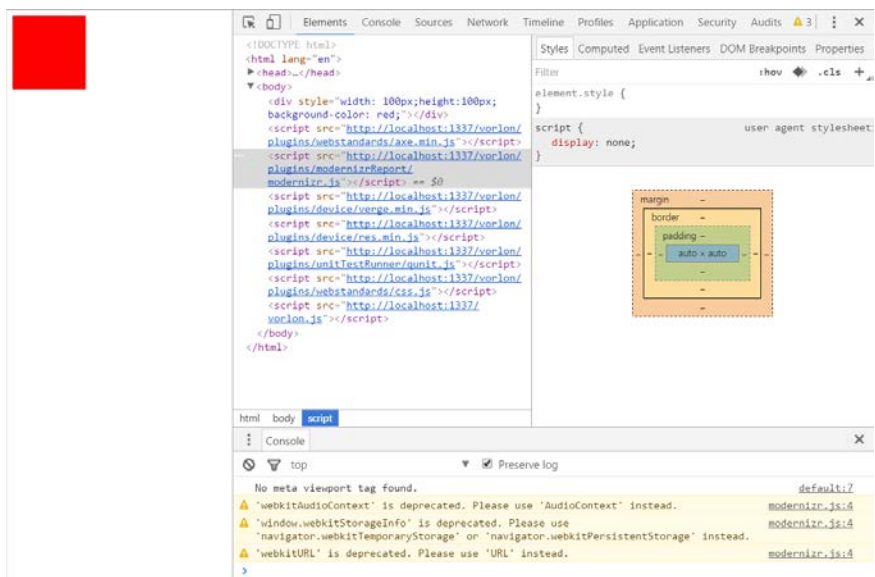 Elements Console Sources Network Timeline Profiles Application Security Audits 3
<!DOCTYPE html>
<html lang="en">
<head>…</head>
<body>
<div style="width: 100px;height:100px;
background-color: red;"></div>
<script src="http://localhost:1337/vorlon/
plugins/webstandards/axe.min.js"></script>
<script src="http://localhost:1337/vorlon/
plugins/modernizrReport/
modernizr.js"></script> == $0
<script src="http://localhost:1337/vorlon/
plugins/device/verge.min.js"></script>
<script src="http://localhost:1337/vorlon/
plugins/device/res.min.js"></script>
<script src="http://localhost:1337/vorlon/
plugins/unitTestRunner/qunit.js"></script>
<script src="http://localhost:1337/vorlon/
plugins/webstandards/css.js"></script>
<script src="http://localhost:1337/
vorlon.js"></script>
</body>
</html>
html body script
Styles Computed Event Listeners DOM Breakpoints Properties
Filter :hov .cls +
element.style {
}
script { user agent stylesheet
display: none;
}
margin -
border -
padding -
- - - auto × auto - - -
-
-
-
Console
top Preserve log
No meta viewport tag found. default:7
'webkitAudioContext' is deprecated. Please use 'AudioContext' instead. modernizr.js:4
'window.webkitStorageInfo' is deprecated. Please use modernizr.js:4
'navigator.webkitTemporaryStorage' or 'navigator.webkitPersistentStorage' instead.
'webkitURL' is deprecated. Please use 'URL' instead. modernizr.js:4
>